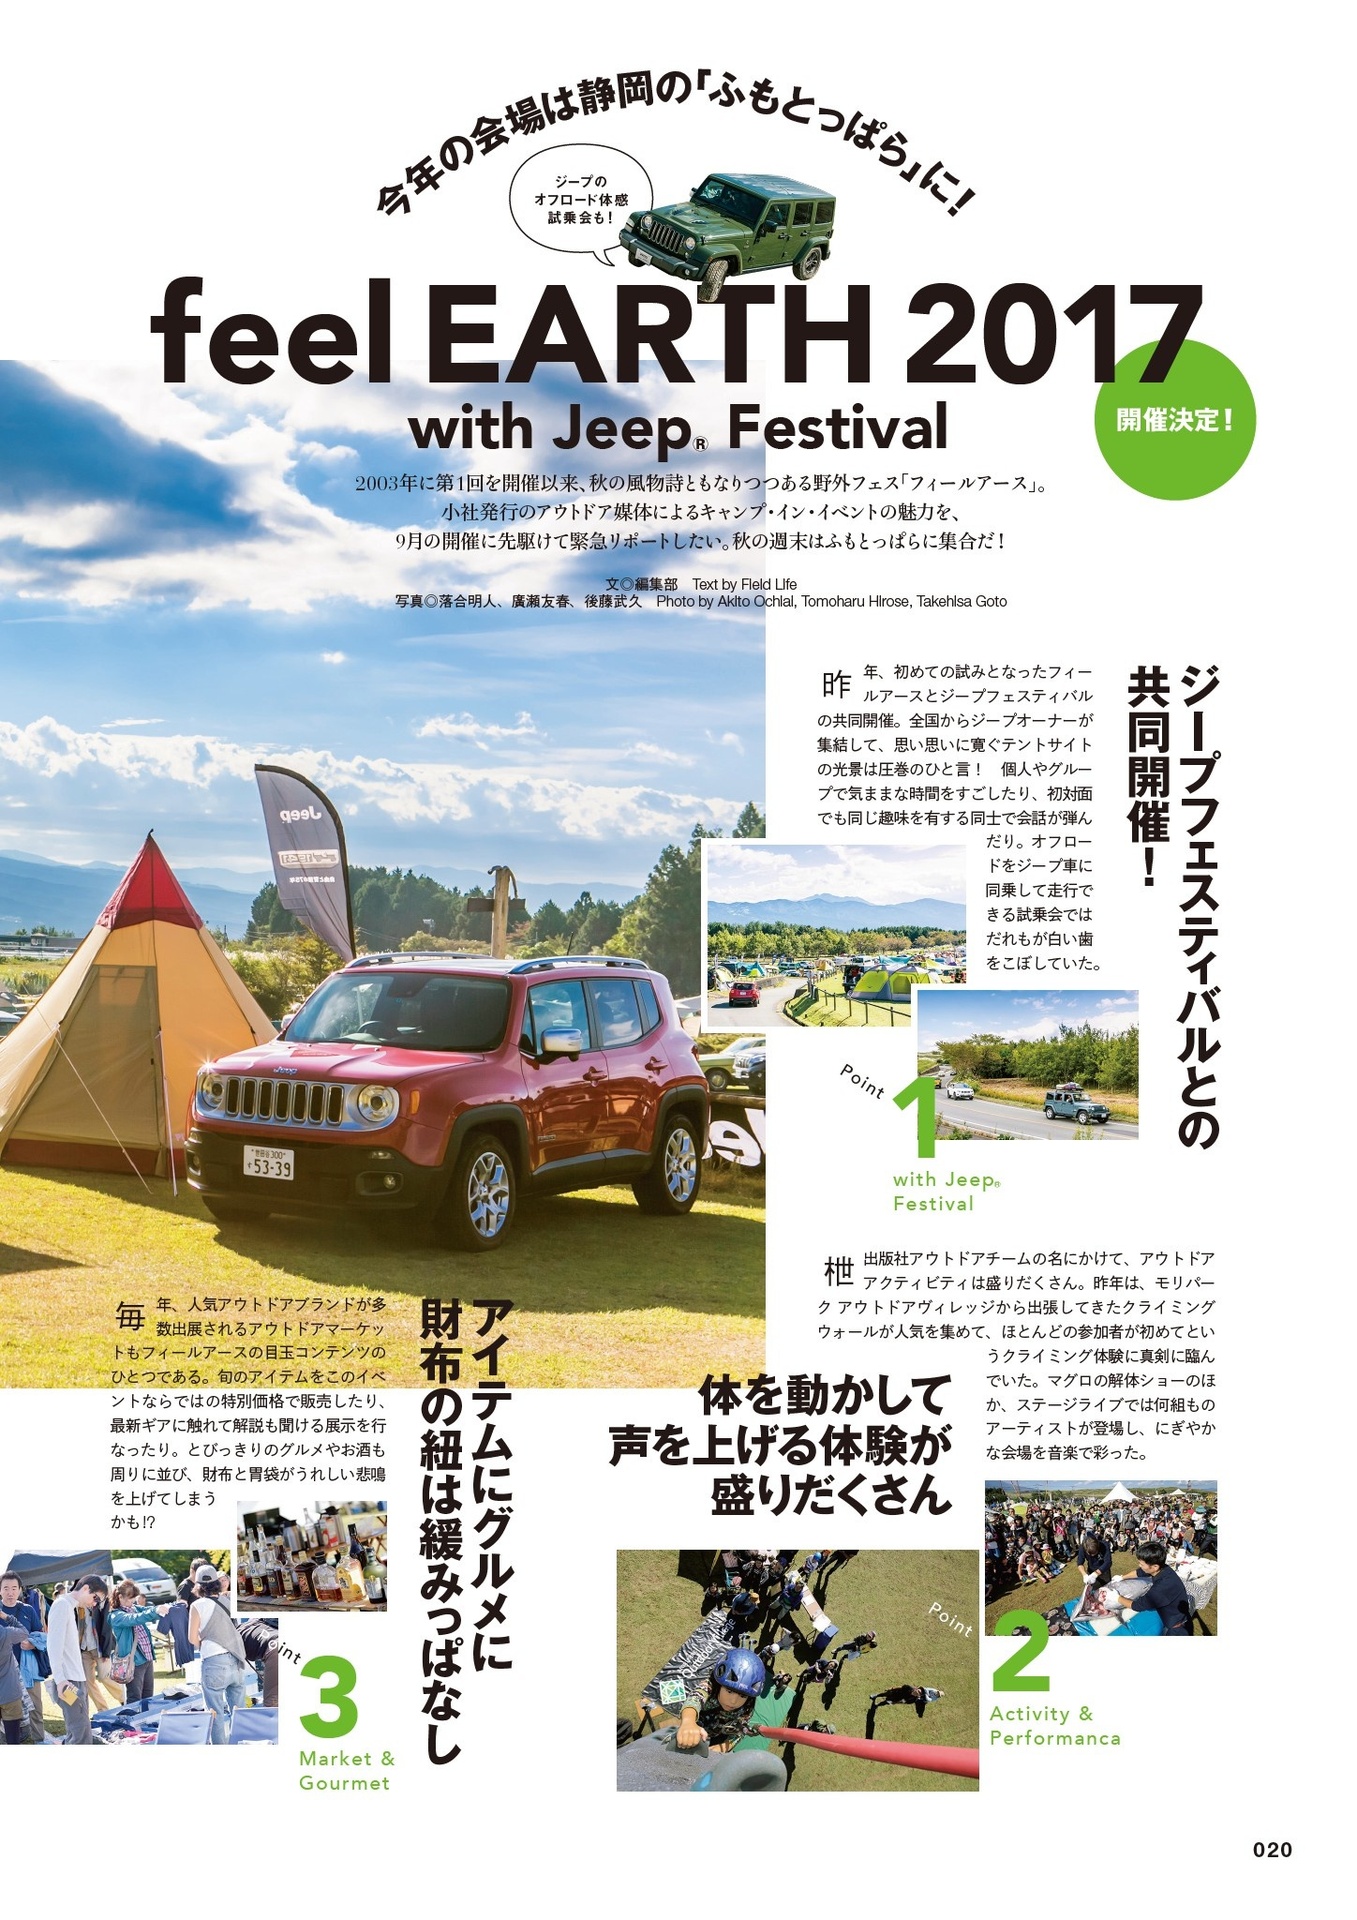 今年の会場は静岡の「ふもとっぱら」に！
ジープの
オフロード体感
試乗会も！
feel EARTH 2017
with Jeep® Festival
開催決定！
2003年に第1回を開催以来、秋の風物詩ともなりつつある野外フェス「フィールアース」。
小社発行のアウトドア媒体によるキャンプ・イン・イベントの魅力を、
9月の開催に先駆けて緊急リポートしたい。秋の週末はふもとっぱらに集合だ！
文◎編集部　Text by Field Life
写真◎落合明人、廣瀬友春、後藤武久　Photo by Akito Ochiai, Tomoharu Hirose, Takehisa Goto
ジープフェスティバルとの
共同開催！
昨年、初めての試みとなったフィー
ルアースとジープフェスティバル
の共同開催。全国からジープオーナーが
集結して、思い思いに寛ぐテントサイト
の光景は圧巻のひと言！　個人やグルー
プで気ままな時間をすごしたり、初対面
でも同じ趣味を有する同士で会話が弾ん
だり。オフロー
ドをジープ車に
同乗して走行で
きる試乗会では
だれもが白い歯
をこぼしていた。
Point
1
with Jeep®
Festival
Jeep
Jeep
世田谷 300
す 53-39
枻出版社アウトドアチームの名にかけて、アウトドア
アクティビティは盛りだくさん。昨年は、モリパー
ク アウトドアヴィレッジから出張してきたクライミング
ウォールが人気を集めて、ほとんどの参加者が初めてとい
うクライミング体験に真剣に臨ん
でいた。マグロの解体ショーのほ
か、ステージライブでは何組もの
アーティストが登場し、にぎやか
な会場を音楽で彩った。
体を動かして
声を上げる体験が
盛りだくさん
Point
2
Activity &
Performanca
アイテムにグルメに
財布の紐は緩みっぱなし
毎年、人気アウトドアブランドが多
数出展されるアウトドアマーケッ
トもフィールアースの目玉コンテンツの
ひとつである。旬のアイテムをこのイベ
ントならではの特別価格で販売したり、
最新ギアに触れて解説も聞ける展示を行
なったり。とびっきりのグルメやお酒も
周りに並び、財布と胃袋がうれしい悲鳴
を上げてしまう
かも!?
Point
3
Market &
Gourmet
020